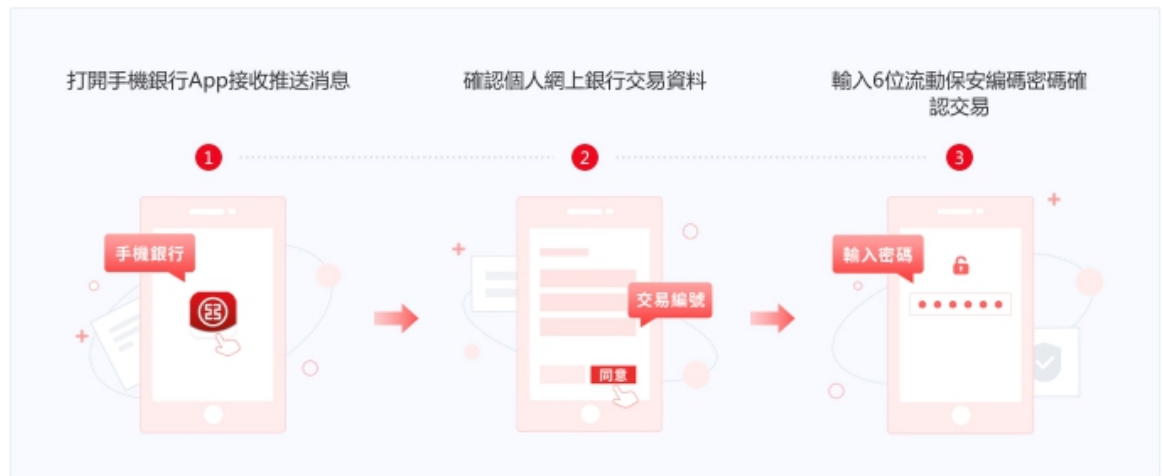 打開手機銀行App接收推送消息
確認個人網上銀行交易資料
輸入6位流動保安編碼密碼確
認交易
1
2
3
手機銀行
交易編號
同意
輸入密碼